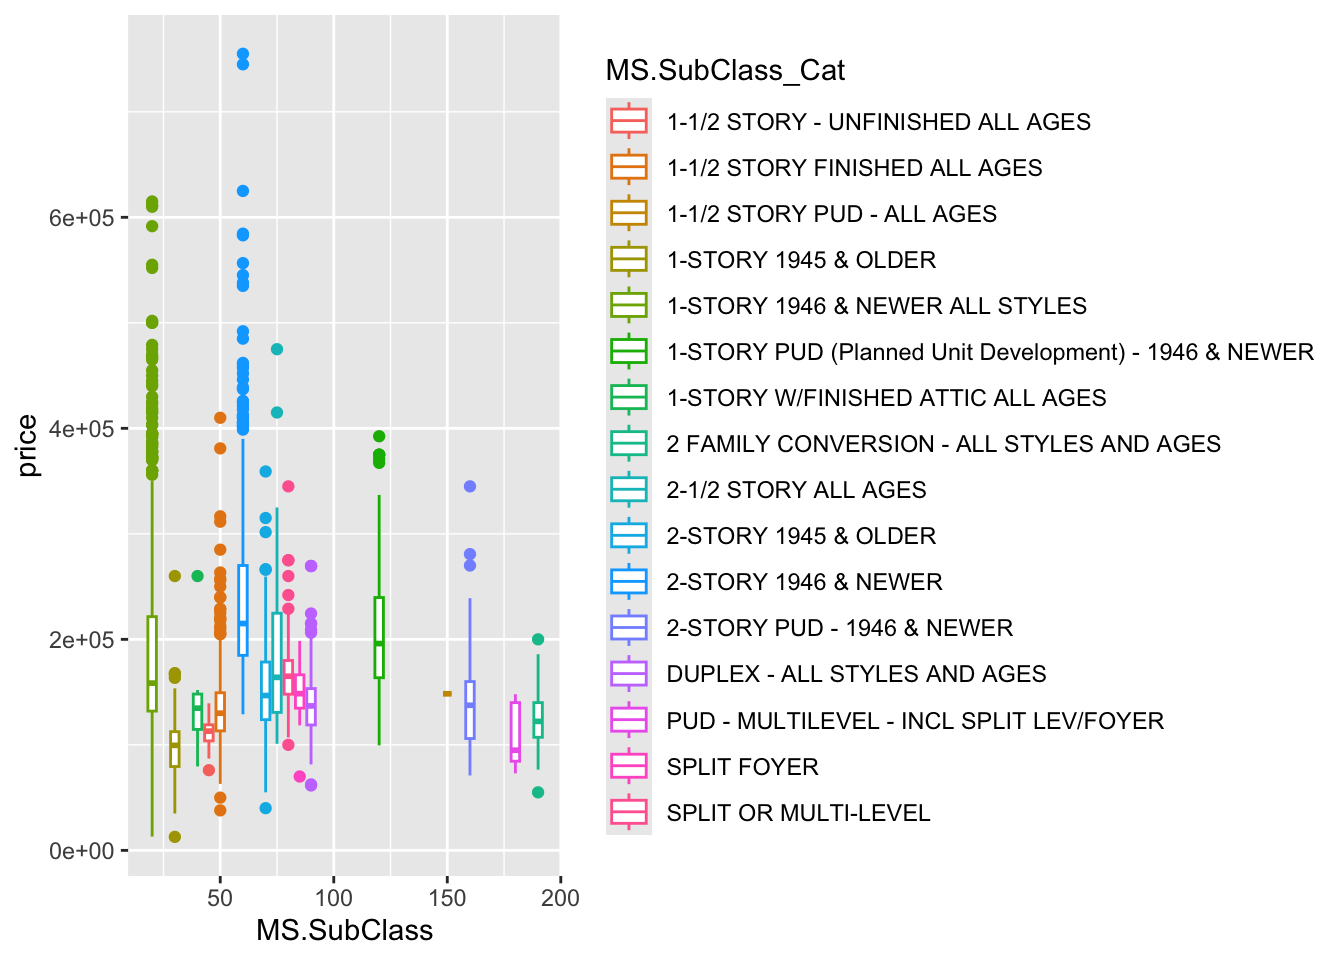 MS.SubClass_Cat
1-1/2 STORY - UNFINISHED ALL AGES
1-1/2 STORY FINISHED ALL AGES
1-1/2 STORY PUD - ALL AGES
1-STORY 1945 & OLDER
1-STORY 1946 & NEWER ALL STYLES
1-STORY PUD (Planned Unit Development) - 1946 & NEWER
1-STORY W/FINISHED ATTIC ALL AGES
2 FAMILY CONVERSION - ALL STYLES AND AGES
2-1/2 STORY ALL AGES
2-STORY 1945 & OLDER
2-STORY 1946 & NEWER
2-STORY PUD - 1946 & NEWER
DUPLEX - ALL STYLES AND AGES
PUD - MULTILEVEL - INCL SPLIT LEV/FOYER
SPLIT FOYER
SPLIT OR MULTI-LEVEL
price
6e+05
4e+05
2e+05
0e+00
50 100 150 200
MS.SubClass